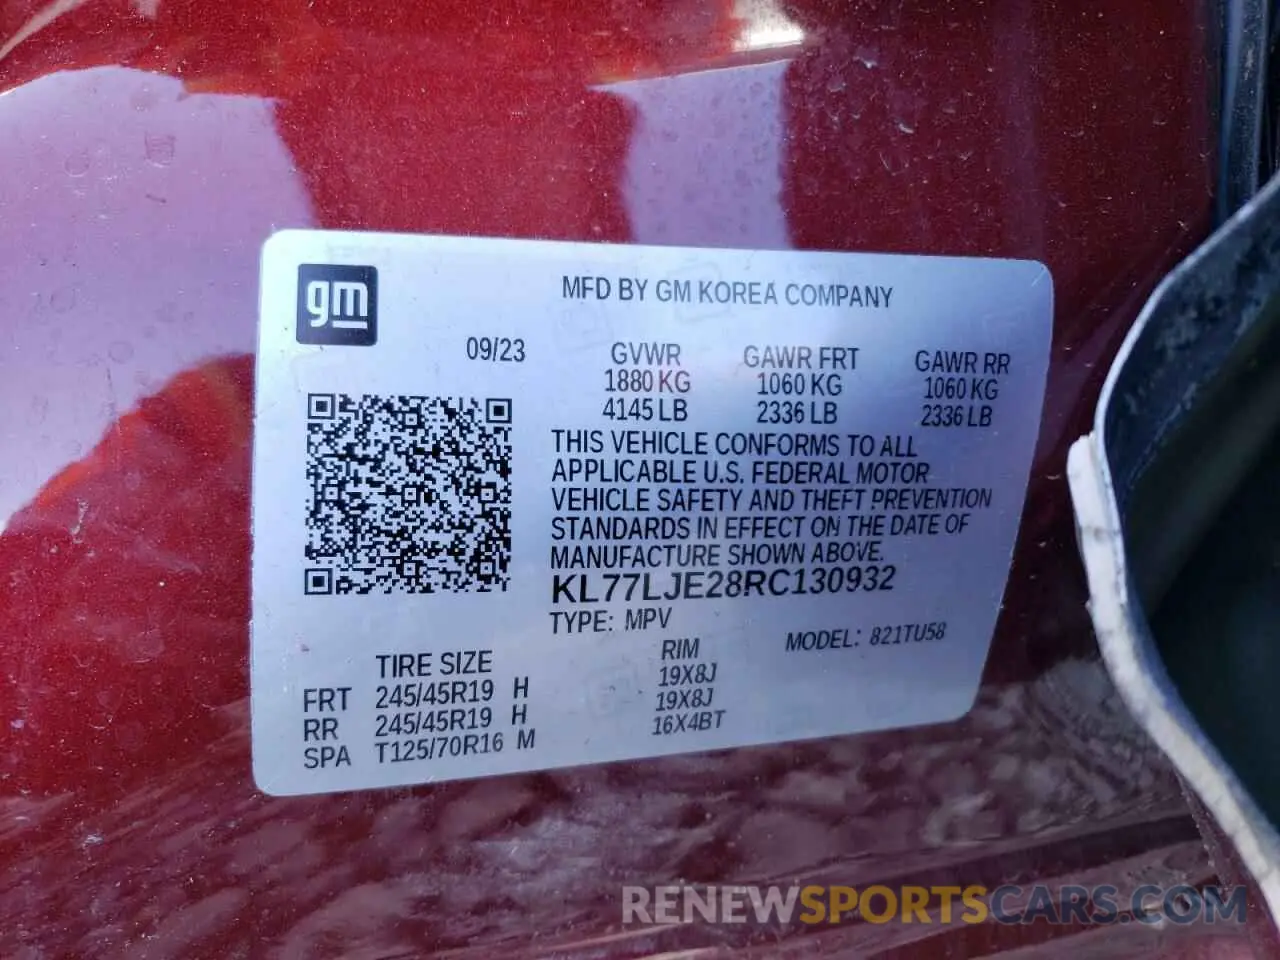 gm
MFD BY GM KOREA COMPANY
09/23
GVWR GAWR FRT GAWR RR
1880 KG 1060 KG 1060 KG
4145 LB 2336 LB 2336 LB
THIS VEHICLE CONFORMS TO ALL
APPLICABLE U.S. FEDERAL MOTOR
VEHICLE SAFETY AND THEFT PREVENTION
STANDARDS IN EFFECT ON THE DATE OF
MANUFACTURE SHOWN ABOVE.
KL77LJE28RC130932
TYPE: MPV MODEL: 821TU58
TIRE SIZE RIM
FRT 245/45R19 H 19X8J
RR 245/45R19 H 19X8J
SPA T125/70R16 M 16X4BT
RENEWSPORTSCARS.COM